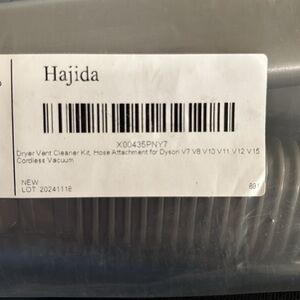 Hajida
X00435PNY7
Dryer Vent Cleaner Kit, Hose Attachment for Dyson V7 V8 V10 V11 V12 V15
Cordless Vacuum
NEW
LOT: 20241118